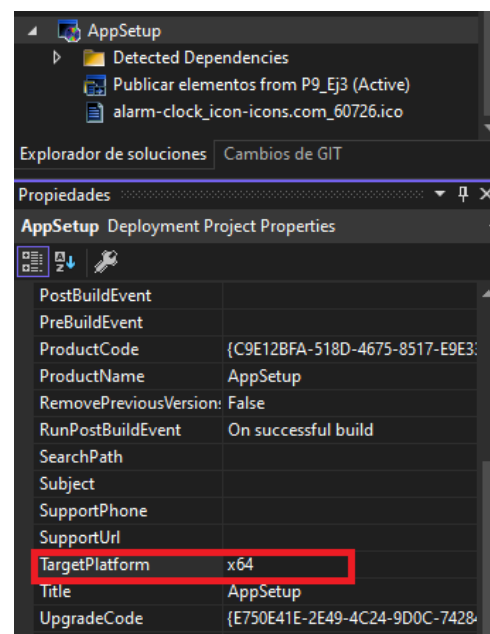 AppSetup
Detected Dependencies
Publicar elementos from P9_Ej3 (Active)
alarm-clock_icon-icons.com_60726.ico
Explorador de soluciones Cambios de GIT
Propiedades
AppSetup Deployment Project Properties
PostBuildEvent
PreBuildEvent
ProductCode {C9E12BFA-518D-4675-8517-E9E3
ProductName AppSetup
RemovePreviousVersion False
RunPostBuildEvent On successful build
SearchPath
Subject
SupportPhone
SupportUrl
TargetPlatform x64
Title AppSetup
UpgradeCode {E750E41E-2E49-4C24-9D0C-7428